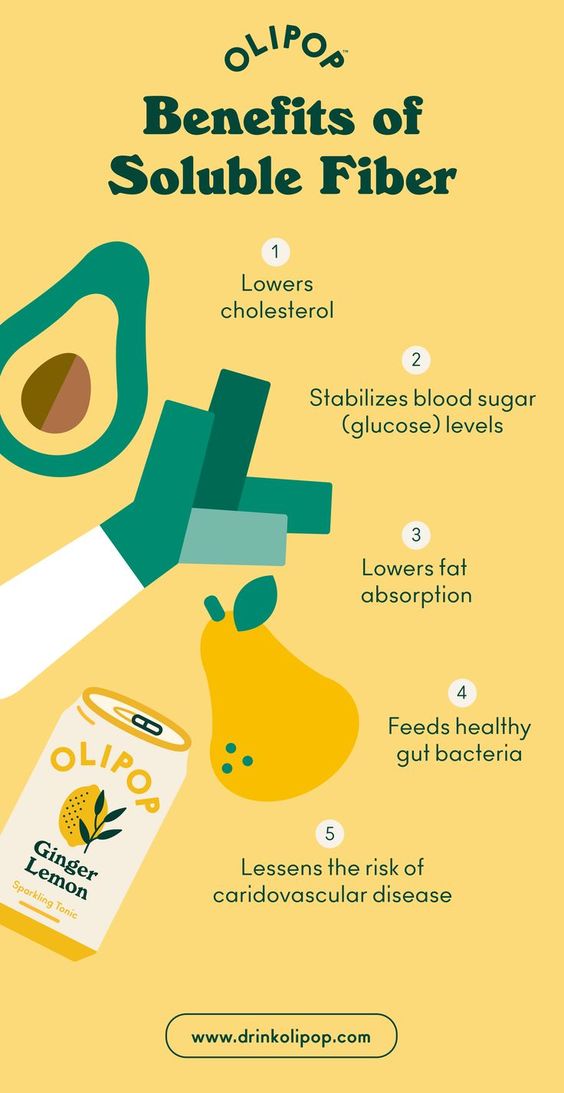 OLIPOP™
Benefits of
Soluble Fiber
1
Lowers
cholesterol
2
Stabilizes blood sugar
(glucose) levels
3
Lowers fat
absorption
4
Feeds healthy
gut bacteria
5
Lessens the risk of
caridovascular disease
OLIPOP
Ginger
Lemon
Sparkling Tonic
www.drinkolipop.com